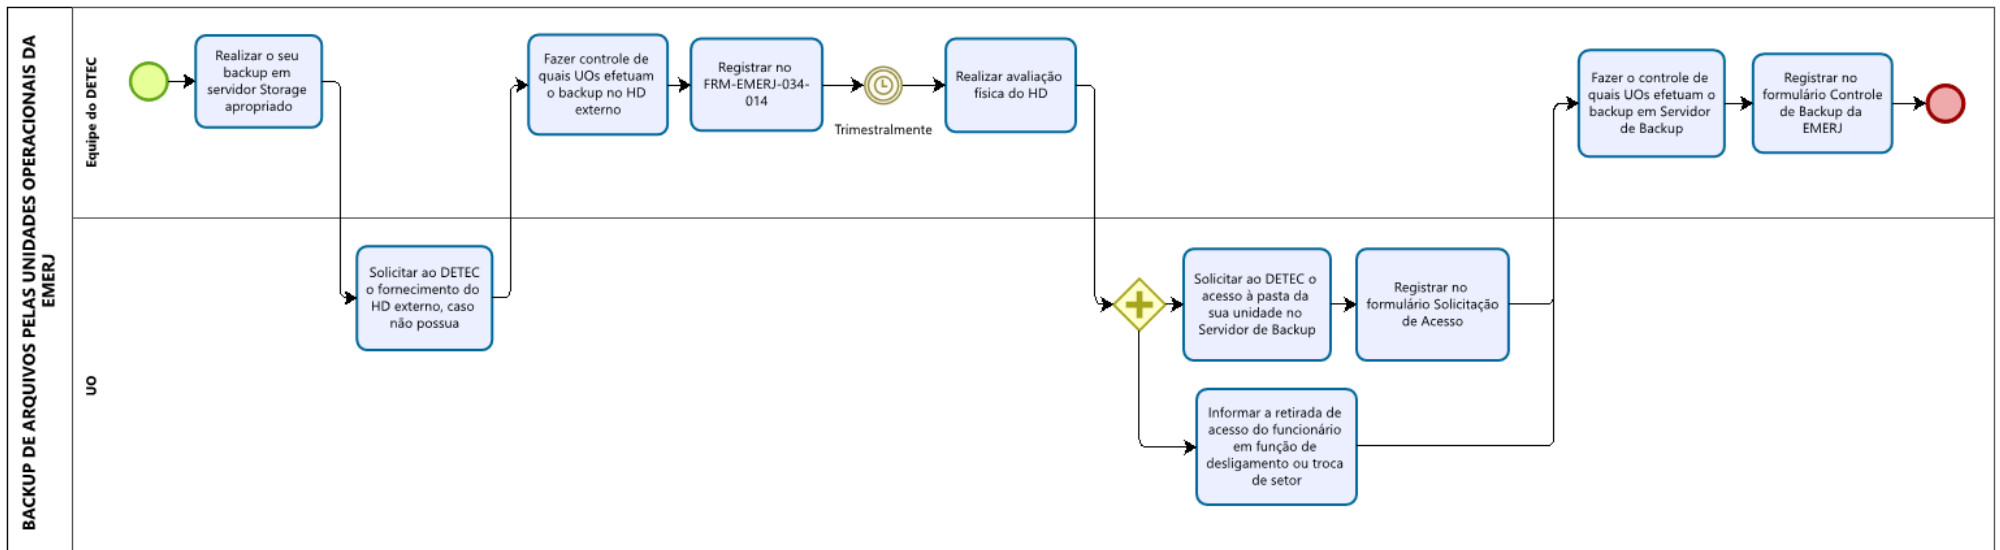 BACKUP DE ARQUIVOS PELAS UNIDADES OPERACIONAIS DA
EMERJ
Equipe do DETEC
Realizar o seu
backup em
servidor Storage
apropriado
Fazer controle de
quais UOs efetuam
o backup no HD
externo
Registrar no
FRM-EMERJ-034-
014
Trimestralmente
Realizar avaliação
física do HD
Fazer o controle de
quais UOs efetuam o
backup em Servidor
de Backup
Registrar no
formulário Controle
de Backup da
EMERJ
UO
Solicitar ao DETEC
o fornecimento do
HD externo, caso
não possua
Solicitar ao DETEC o
acesso à pasta da
sua unidade no
Servidor de Backup
Registrar no
formulário Solicitação
de Acesso
Informar a retirada de
acesso do funcionário
em função de
desligamento ou troca
de setor